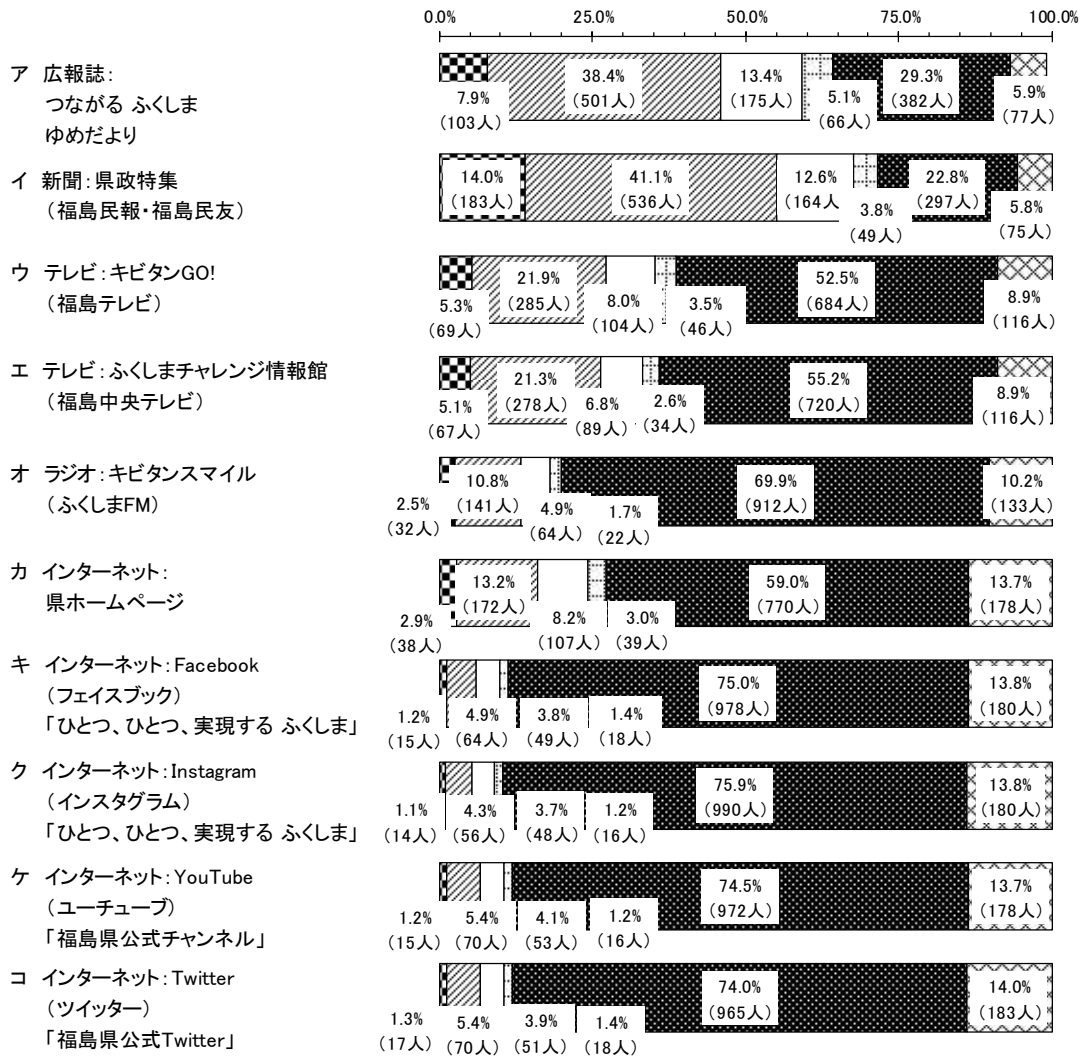 0.0% 25.0% 50.0% 75.0% 100.0%
ア 広報誌：
つながる ふくしま
ゆめだより
7.9%
（103人）
38.4%
（501人）
13.4%
（175人）
5.1%
（66人）
29.3%
（382人）
5.9%
（77人）
イ 新聞：県政特集
（福島民報・福島民友）
14.0%
（183人）
41.1%
（536人）
12.6%
（164人
3.8%
（49人）
22.8%
（297人）
5.8%
（75人）
ウ テレビ：キビタンGO!
（福島テレビ）
5.3%
（69人）
21.9%
（285人）
8.0%
（104人）
3.5%
（46人）
52.5%
（684人）
8.9%
（116人）
エ テレビ：ふくしまチャレンジ情報館
（福島中央テレビ）
5.1%
（67人）
21.3%
（278人）
6.8%
（89人）
2.6%
（34人）
55.2%
（720人）
8.9%
（116人）
オ ラジオ：キビタンスマイル
（ふくしまFM）
2.5%
（32人）
10.8%
（141人）
4.9%
（64人）
1.7%
（22人）
69.9%
（912人）
10.2%
（133人）
カ インターネット：
県ホームページ
2.9%
（38人）
13.2%
（172人）
8.2%
（107人）
3.0%
（39人）
59.0%
（770人）
13.7%
（178人）
キ インターネット：Facebook
（フェイスブック）
「ひとつ、ひとつ、実現する ふくしま」
1.2%
（15人）
4.9%
（64人）
3.8%
（49人）
1.4%
（18人）
75.0%
（978人）
13.8%
（180人）
ク インターネット：Instagram
（インスタグラム）
「ひとつ、ひとつ、実現する ふくしま」
1.1%
（14人）
4.3%
（56人）
3.7%
（48人）
1.2%
（16人）
75.9%
（990人）
13.8%
（180人）
ケ インターネット：YouTube
（ユーチューブ）
「福島県公式チャンネル」
1.2%
（15人）
5.4%
（70人）
4.1%
（53人）
1.2%
（16人）
74.5%
（972人）
13.7%
（178人）
コ インターネット：Twitter
（ツイッター）
「福島県公式Twitter」
1.3%
（17人）
5.4%
（70人）
3.9%
（51人）
1.4%
（18人）
74.0%
（965人）
14.0%
（183人）